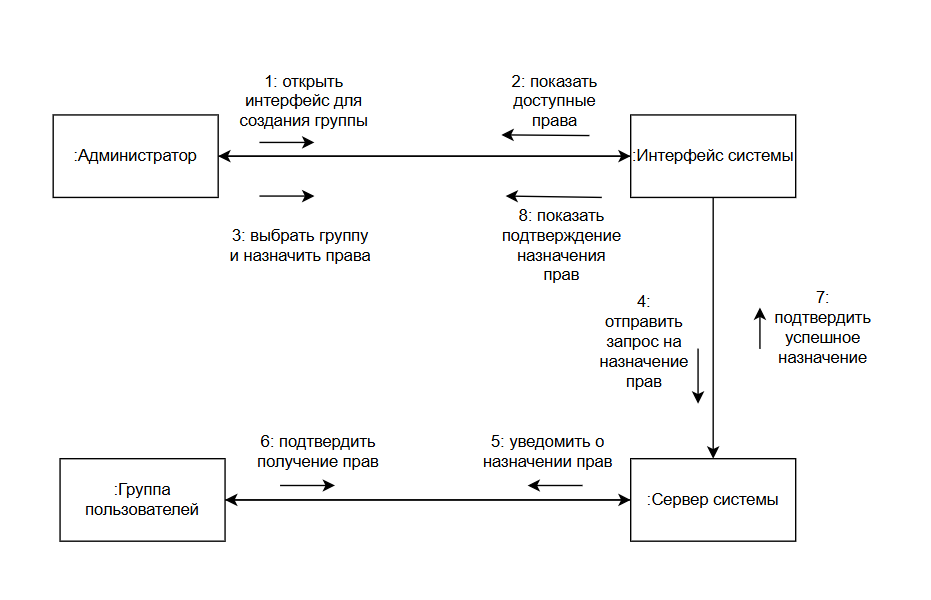 1: открыть
интерфейс для
создания группы
2: показать
доступные
права
:Администратор
:Интерфейс системы
3: выбрать группу
и назначить права
8: показать
подтверждение
назначения
прав
4:
отправить
запрос на
назначение
прав
7:
подтвердить
успешное
назначение
6: подтвердить
получение прав
5: уведомить о
назначении прав
:Группа
пользователей
:Сервер системы